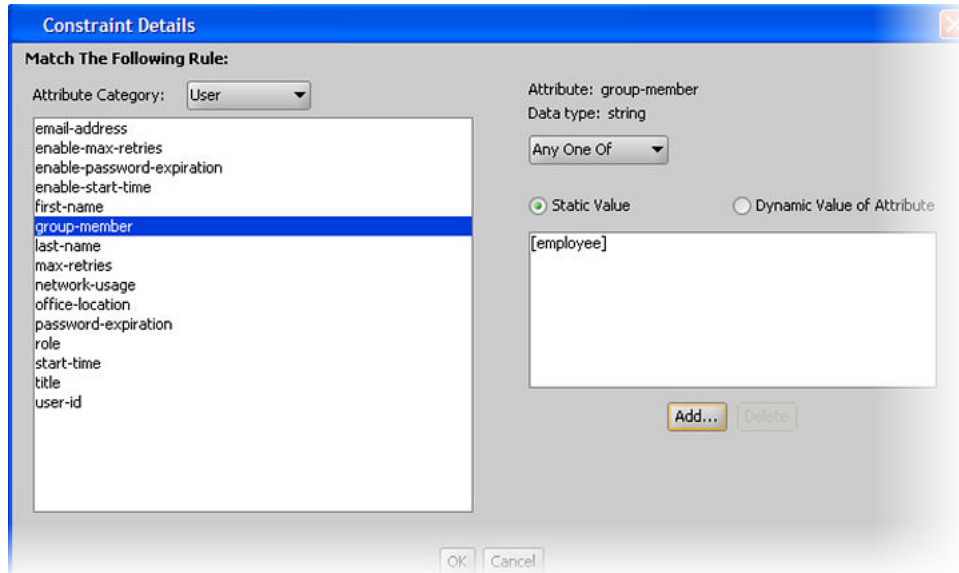 Constraint Details
Match The Following Rule:
Attribute Category: User
email-address
enable-max-retries
enable-password-expiration
enable-start-time
first-name
group-member
last-name
max-retries
network-usage
office-location
password-expiration
role
start-time
title
user-id
Attribute: group-member
Data type: string
Any One Of
Static Value Dynamic Value of Attribute
[employee]
Add... Delete
OK Cancel